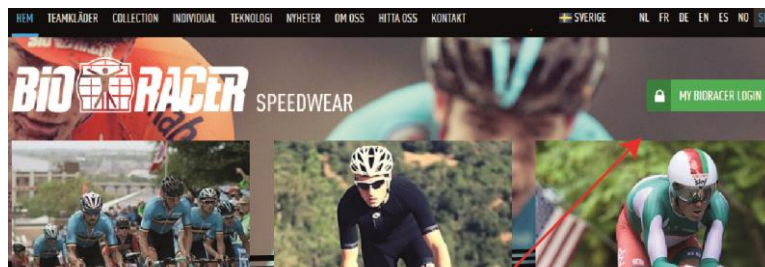 HEM TEAMKLÄDER COLLECTION INDIVIDUAL TEKNOLOGI NYHETER OM OSS HITTA OSS KONTAKT SVERIGE NL FR DE EN ES NO
BIO RACER SPEEDWEAR
MY BIORACER LOGIN